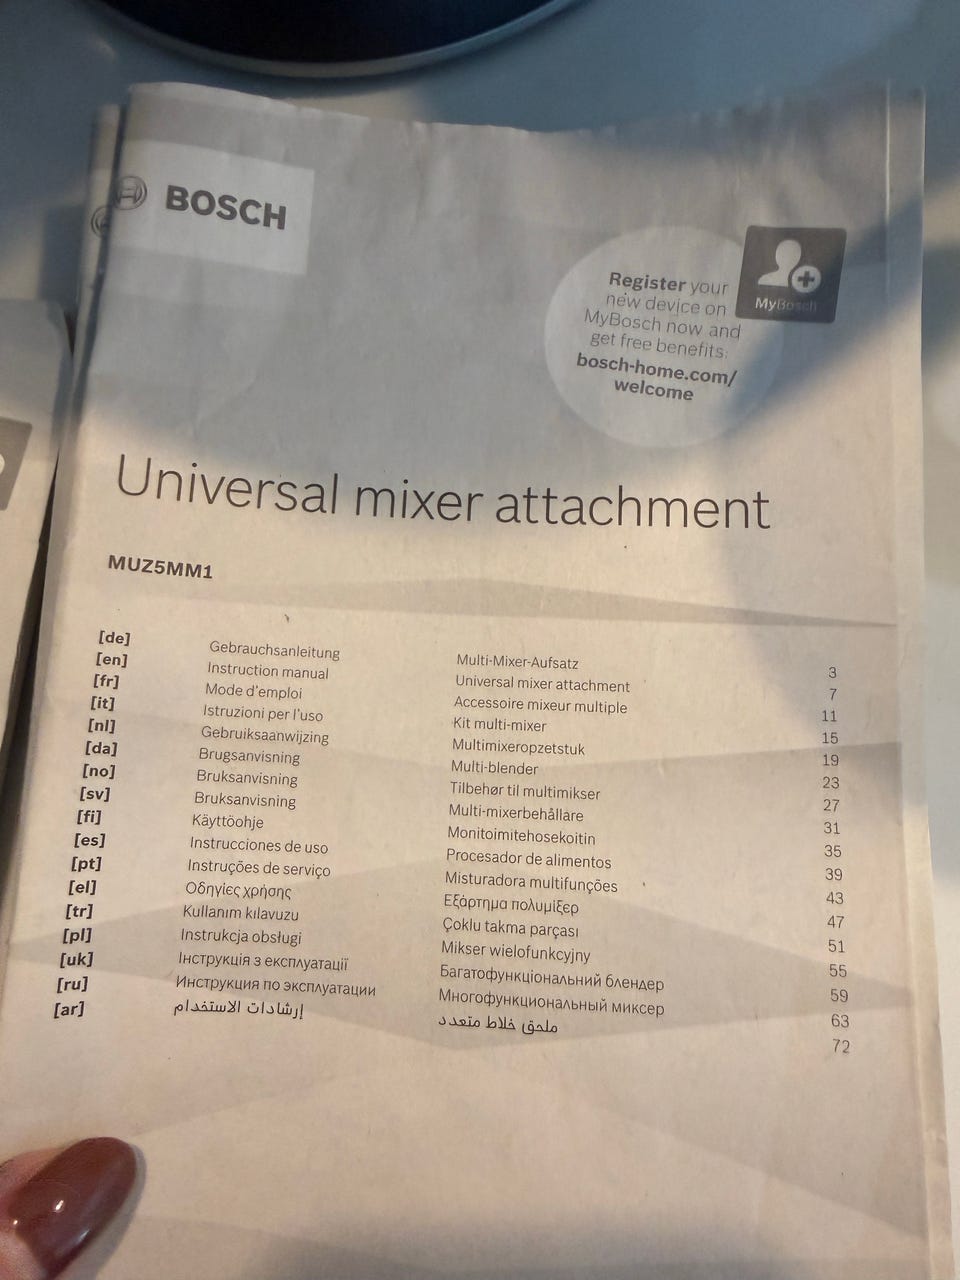 BOSCH
Register your
new device on
MyBosch now and
get free benefits:
bosch-home.com/
welcome
MyBosch
Universal mixer attachment
MUZ5MM1
[de] Gebrauchsanleitung Multi-Mixer-Aufsatz 3
[en] Instruction manual Universal mixer attachment 7
[fr] Mode d'emploi Accessoire mixeur multiple 11
[it] Istruzioni per l'uso Kit multi-mixer 15
[nl] Gebruiksaanwijzing Multimixeropzetstuk 19
[da] Brugsanvisning Multi-blender 23
[no] Bruksanvisning Tilbehør til multimikser 27
[sv] Bruksanvisning Multi-mixerbehållare 31
[fi] Käyttöohje Monitoimitehosekoitin 35
[es] Instrucciones de uso Procesador de alimentos 39
[pt] Instruções de serviço Misturadora multifunções 43
[el] Οδηγίες χρήσης Εξάρτημα πολυμίξερ 47
[tr] Kullanım kılavuzu Çoklu takma parçası 51
[pl] Instrukcja obsługi Mikser wielofunkcyjny 55
[uk] Інструкція з експлуатації Багатофункціональний блендер 59
[ru] Инструкция по эксплуатации Многофункциональный миксер 63
[ar] إرشادات الاستخدام ملحق خلاط متعدد 72